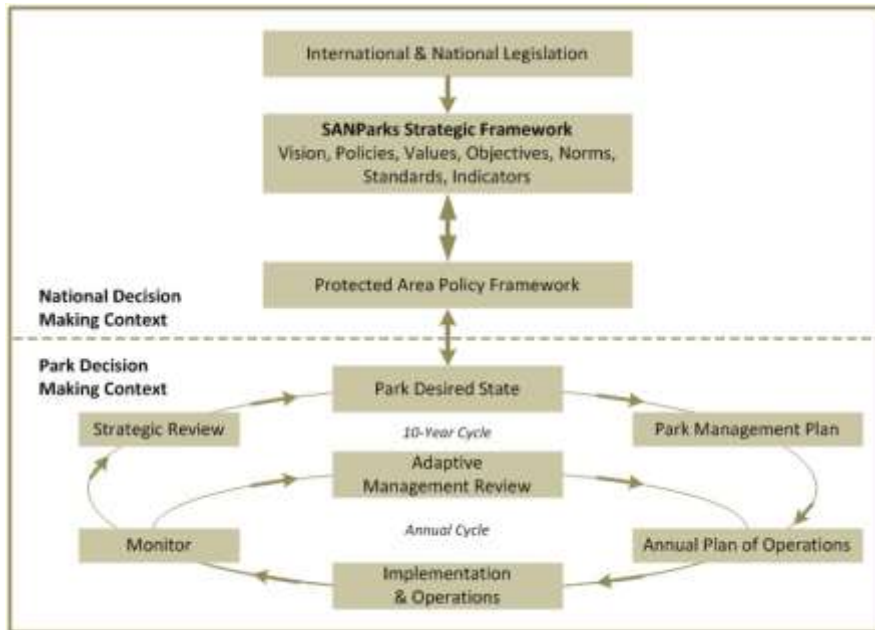 International & National Legislation
SANParks Strategic Framework
Vision, Policies, Values, Objectives, Norms,
Standards, Indicators
Protected Area Policy Framework
National Decision
Making Context
Park Decision
Making Context
Park Desired State
Strategic Review
10-Year Cycle
Park Management Plan
Adaptive
Management Review
Annual Cycle
Monitor
Annual Plan of Operations
Implementation
& Operations